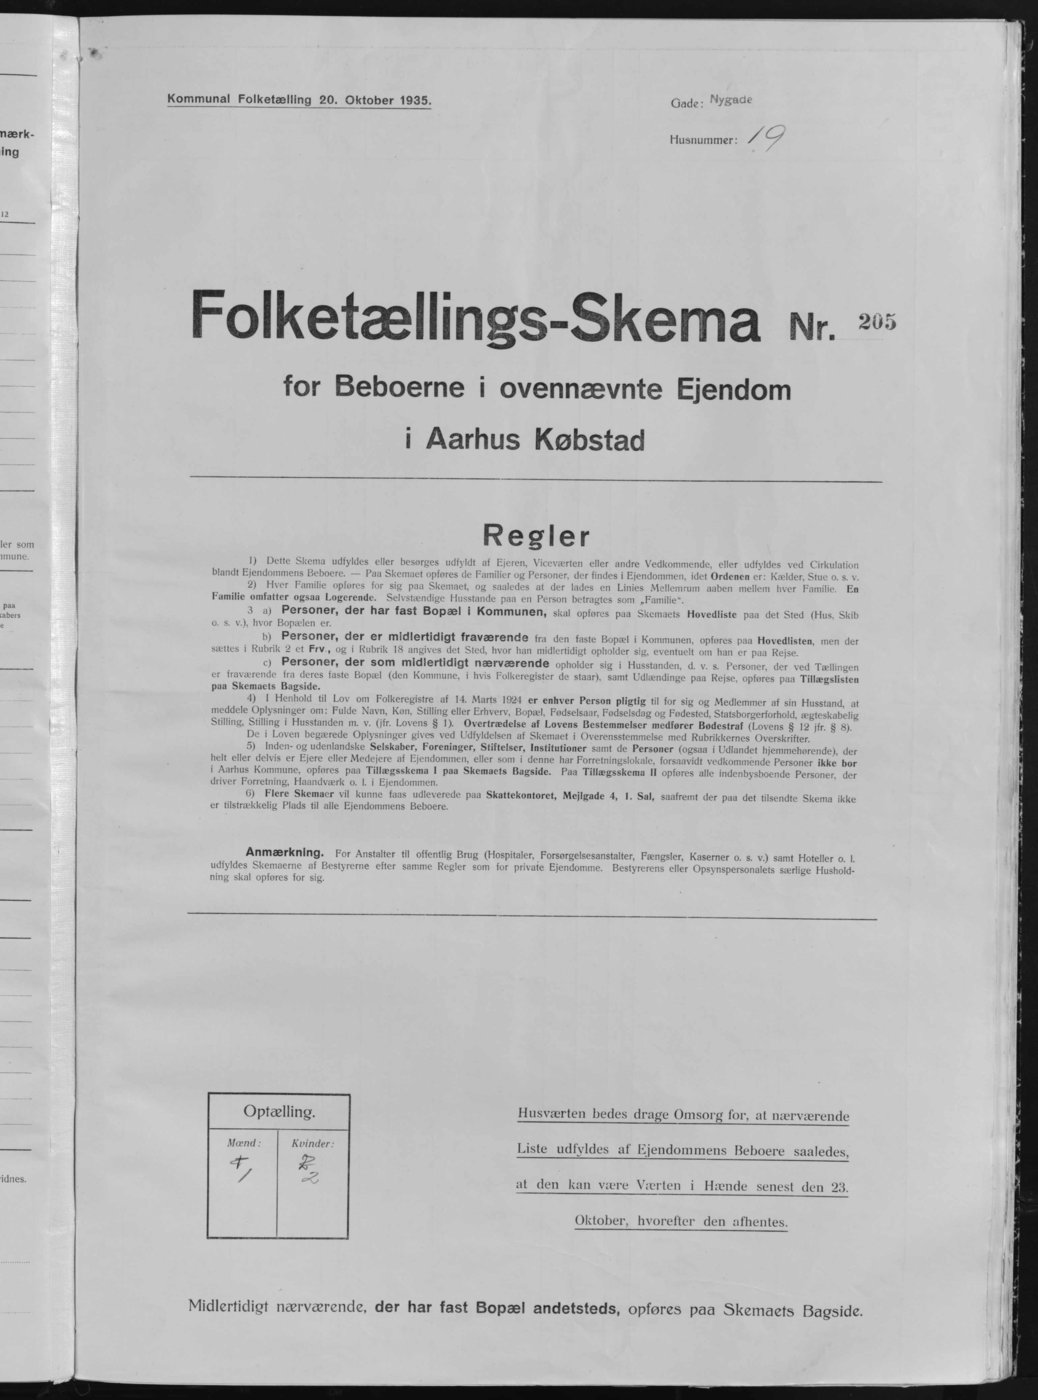 Kommunal Folketælling 20. Oktober 1935.
Gade: Nygade
Husnummer: 19
Folketællings-Skema Nr. 205
for Beboerne i ovennævnte Ejendom
i Aarhus Købstad
Regler
1) Dette Skema udfyldes eller besørges udfyldt af Ejeren, Viceværten eller andre Vedkommende, eller udfyldes ved Cirkulation
blandt Ejendommens Beboere. — Paa Skemaet opføres de Familier og Personer, der findes i Ejendommen, idet Ordenen er: Kælder, Stue o. s. v.
2) Hver Familie opføres for sig paa Skemaet, og saaledes at der lades en Linies Mellemrum aaben mellem hver Familie. En
Familie omfatter ogsaa Logerende. Selvstændige Husstande paa en Person betragtes som „Familie“.
3 a) Personer, der har fast Bopæl i Kommunen, skal opføres paa Skemaets Hovedliste paa det Sted (Hus, Skib
o. s. v.), hvor Bopælen er.
b) Personer, der er midlertidigt fraværende fra den faste Bopæl i Kommunen, opføres paa Hovedlisten, men der
sættes i Rubrik 2 et Frv., og i Rubrik 18 angives det Sted, hvor han midlertidigt opholder sig, eventuelt om han er paa Rejse.
c) Personer, der som midlertidigt nærværende opholder sig i Husstanden, d. v. s. Personer, der ved Tællingen
er fraværende fra deres faste Bopæl (den Kommune, i hvis Folkeregister de staar), samt Udlændinge paa Rejse, opføres paa Tillægslisten
paa Skemaets Bagside.
4) I Henhold til Lov om Folkeregistre af 14. Marts 1924 er enhver Person pligtig til for sig og Medlemmer af sin Husstand, at
meddele Oplysninger om: Fulde Navn, Køn, Stilling eller Erhverv, Bopæl, Fødselsaar, Fødselsdag og Fødested, Statsborgerforhold, ægteskabelig
Stilling, Stilling i Husstanden m. v. (jfr. Lovens § 1). Overtrædelse af Lovens Bestemmelser medfører Bødestraf (Lovens § 12 jfr. § 8).
De i Loven begærede Oplysninger gives ved Udfyldelsen af Skemaet i Overensstemmelse med Rubrikkernes Overskrifter.
5) Inden- og udenlandske Selskaber, Foreninger, Stiftelser, Institutioner samt de Personer (ogsaa i Udlandet hjemmehørende), der
helt eller delvis er Ejere eller Medejere af Ejendommen, eller som i denne har Forretningslokale, forsaavidt vedkommende Personer ikke bor
i Aarhus Kommune, opføres paa Tillægsskema I paa Skemaets Bagside. Paa Tillægsskema II opføres alle indenbysboende Personer, der
driver Forretning, Haandværk o. l. i Ejendommen.
6) Flere Skemaer vil kunne faas udleverede paa Skattekontoret, Mejlgade 4, 1. Sal, saafremt der paa det tilsendte Skema ikke
er tilstrækkelig Plads til alle Ejendommens Beboere.
Anmærkning. For Anstalter til offentlig Brug (Hospitaler, Forsørgelsesanstalter, Fængsler, Kaserner o. s. v.) samt Hoteller o. l.
udfyldes Skemaerne af Bestyrerne efter samme Regler som for private Ejendomme. Bestyrerens eller Opsynspersonalets særlige Hushold-
ning skal opføres for sig.
Optælling.
Mænd: Kvinder:
1 2
Husværten bedes drage Omsorg for, at nærværende
Liste udfyldes af Ejendommens Beboere saaledes,
at den kan være Værten i Hænde senest den 23.
Oktober, hvorefter den afhentes.
Midlertidigt nærværende, der har fast Bopæl andetsteds, opføres paa Skemaets Bagside.